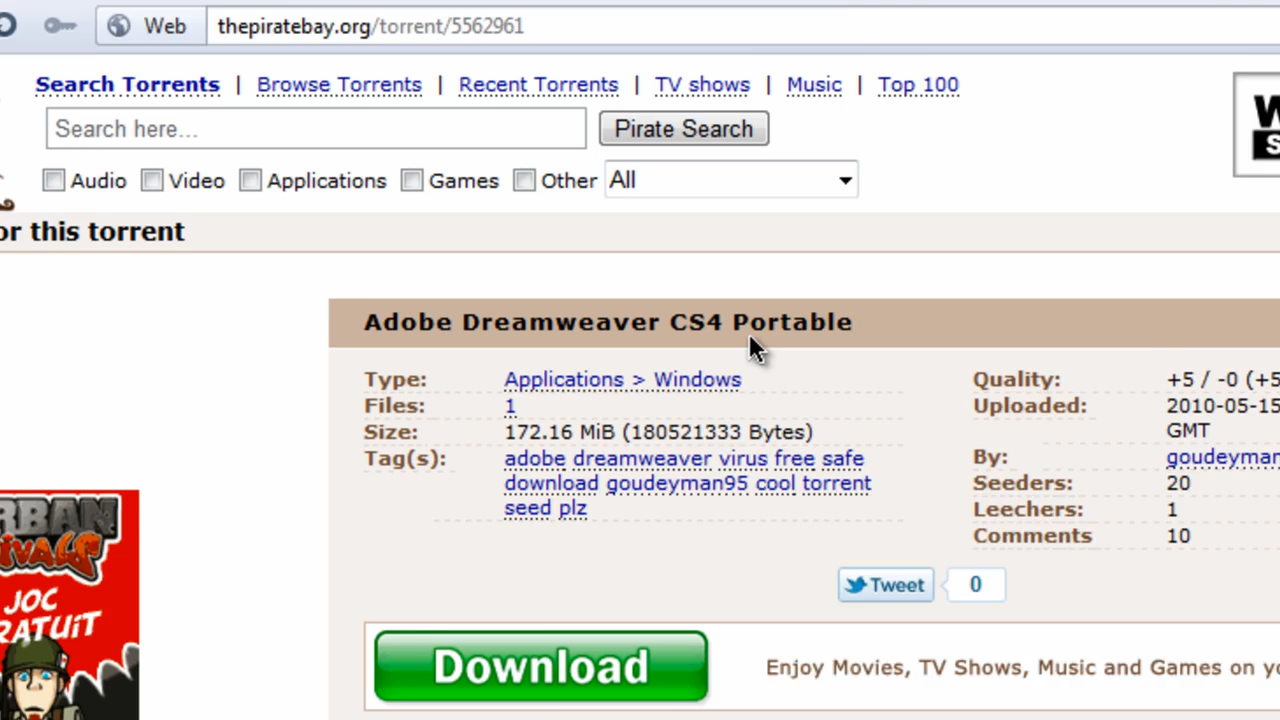 Web thepiratebay.org/torrent/5562961
Search Torrents | Browse Torrents | Recent Torrents | TV shows | Music | Top 100
Search here... Pirate Search
Audio Video Applications Games Other All
or this torrent
Adobe Dreamweaver CS4 Portable
Type: Applications > Windows
Files: 1
Size: 172.16 MiB (180521333 Bytes)
Tag(s): adobe dreamweaver virus free safe
download goudeyman95 cool torrent
seed plz
Quality: +5 / -0 (+5
Uploaded: 2010-05-15
GMT
By: goudeyman
Seeders: 20
Leechers: 1
Comments 10
Tweet 0
JOC
Download Enjoy Movies, TV Shows, Music and Games on